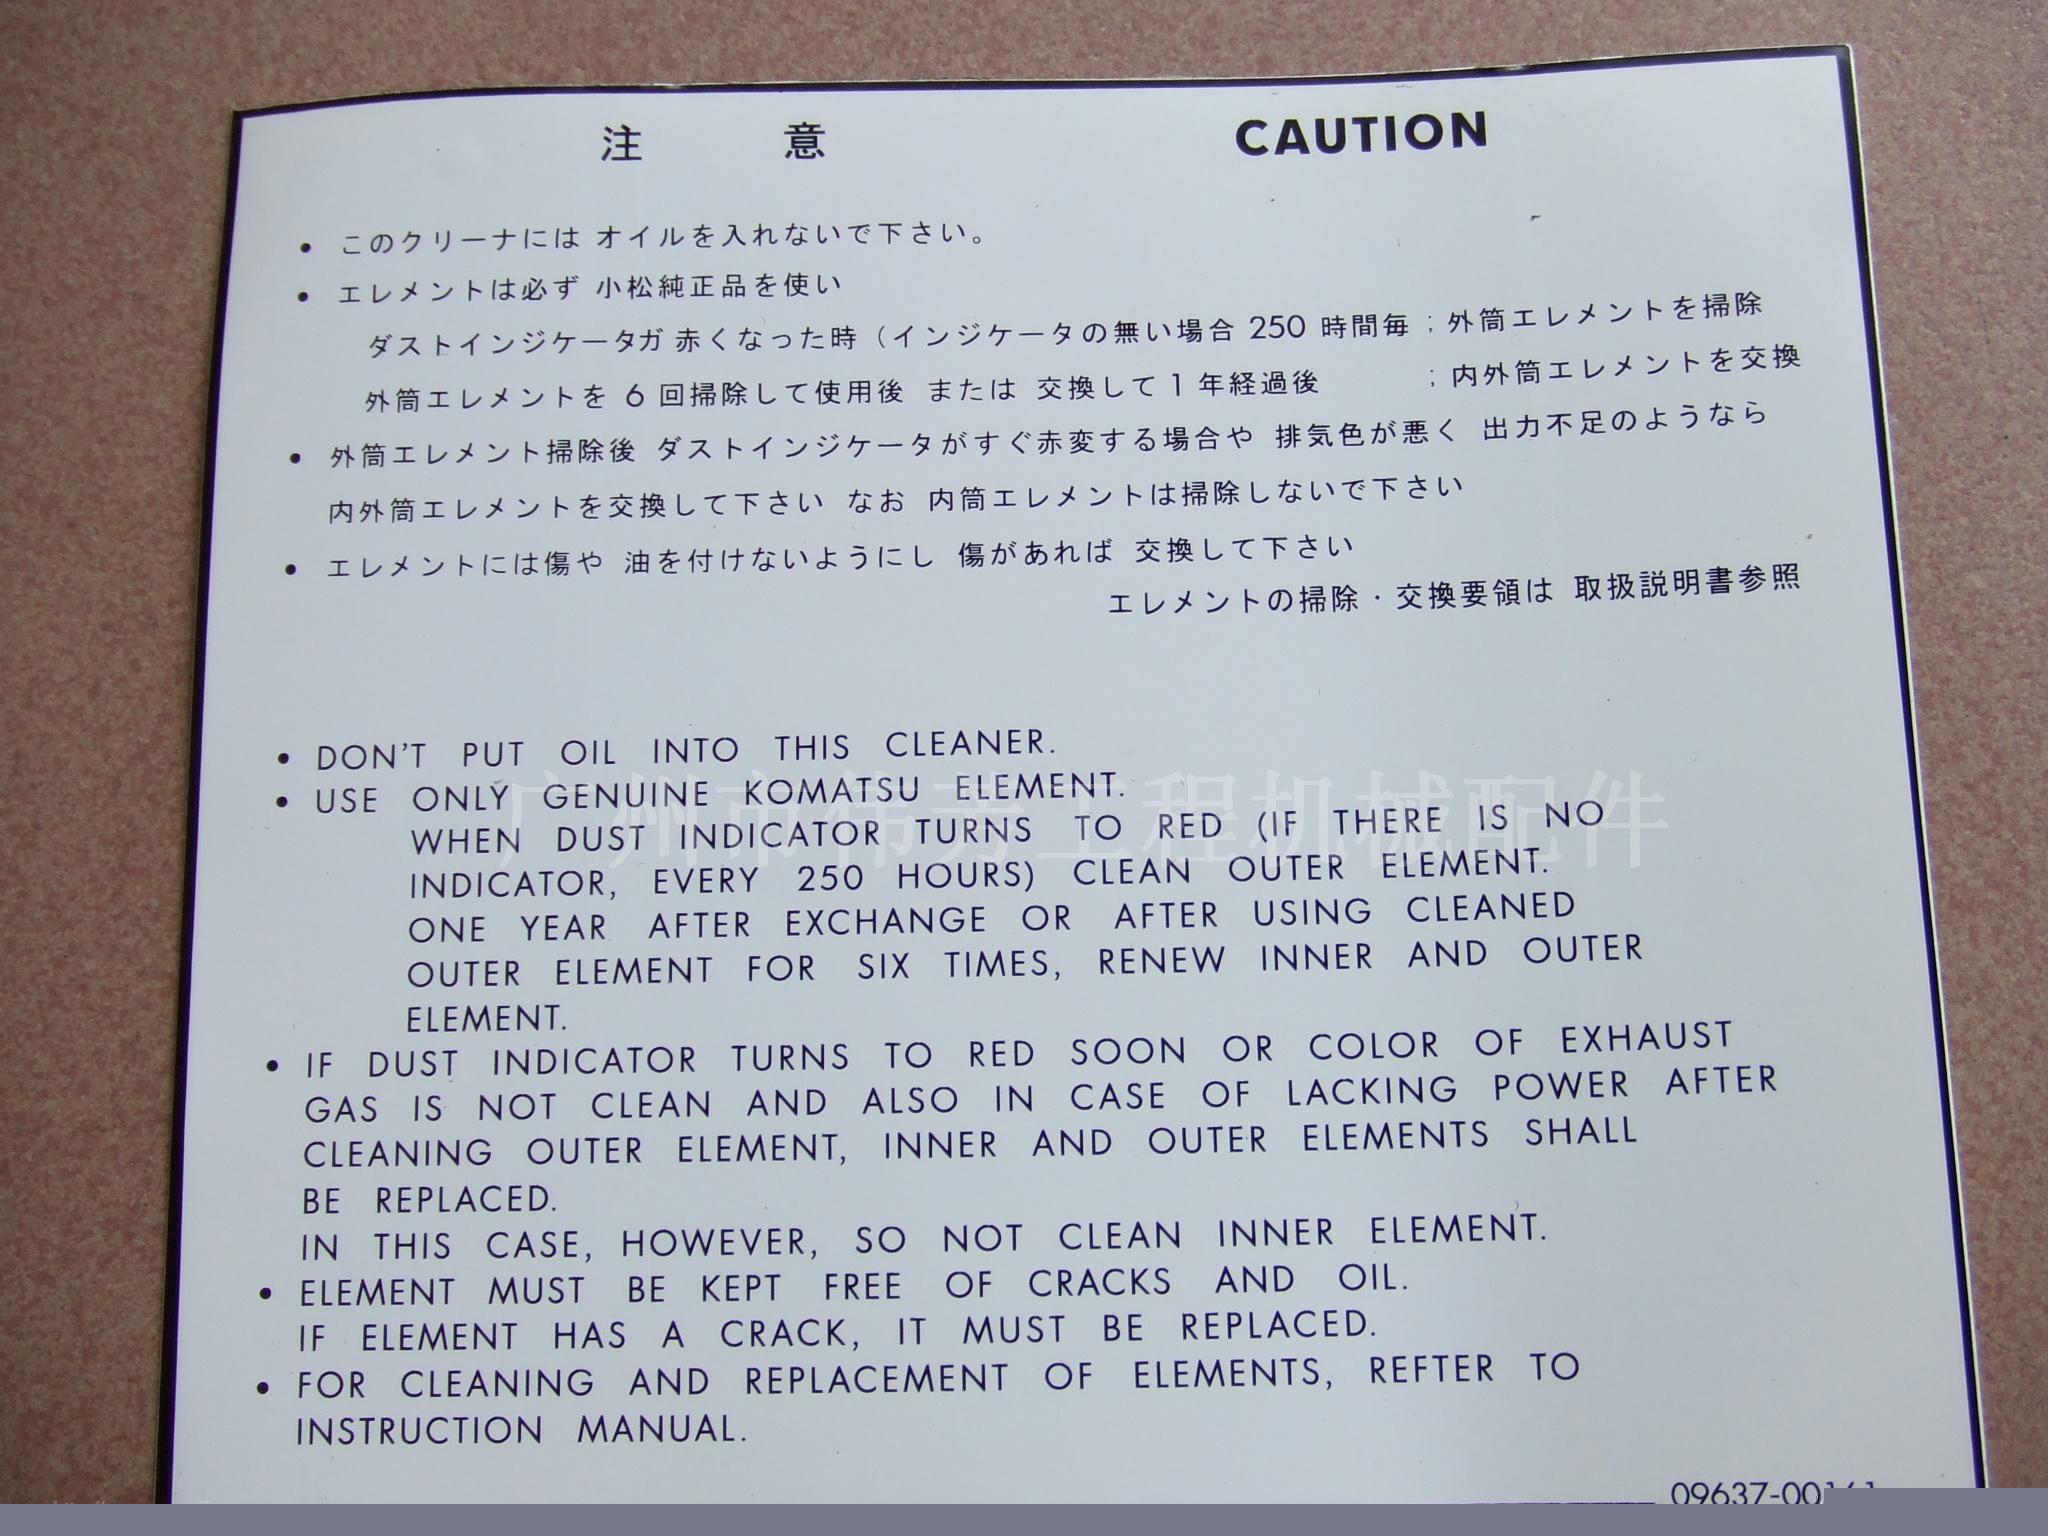 注 意 CAUTION
• このクリーナには オイルを入れないで下さい。
• エレメントは必ず 小松純正品を使い
ダストインジケータガ 赤くなった時（インジケータの無い場合 250 時間毎 ; 外筒エレメントを掃除
外筒エレメントを 6 回掃除して使用後 または 交換して 1 年経過後 ; 内外筒エレメントを交換
• 外筒エレメント掃除後 ダストインジケータがすぐ赤変する場合や 排気色が悪く 出力不足のようなら
内外筒エレメントを交換して下さい なお 内筒エレメントは掃除しないで下さい
• エレメントには傷や 油を付けないようにし 傷があれば 交換して下さい
エレメントの掃除・交換要領は 取扱説明書参照
• DON'T PUT OIL INTO THIS CLEANER.
• USE ONLY GENUINE KOMATSU ELEMENT.
广州市伟芳工程机械配件
WHEN DUST INDICATOR TURNS TO RED (IF THERE IS NO
INDICATOR, EVERY 250 HOURS) CLEAN OUTER ELEMENT.
ONE YEAR AFTER EXCHANGE OR AFTER USING CLEANED
OUTER ELEMENT FOR SIX TIMES, RENEW INNER AND OUTER
ELEMENT.
• IF DUST INDICATOR TURNS TO RED SOON OR COLOR OF EXHAUST
GAS IS NOT CLEAN AND ALSO IN CASE OF LACKING POWER AFTER
CLEANING OUTER ELEMENT, INNER AND OUTER ELEMENTS SHALL
BE REPLACED.
IN THIS CASE, HOWEVER, SO NOT CLEAN INNER ELEMENT.
• ELEMENT MUST BE KEPT FREE OF CRACKS AND OIL.
IF ELEMENT HAS A CRACK, IT MUST BE REPLACED.
• FOR CLEANING AND REPLACEMENT OF ELEMENTS, REFTER TO
INSTRUCTION MANUAL.